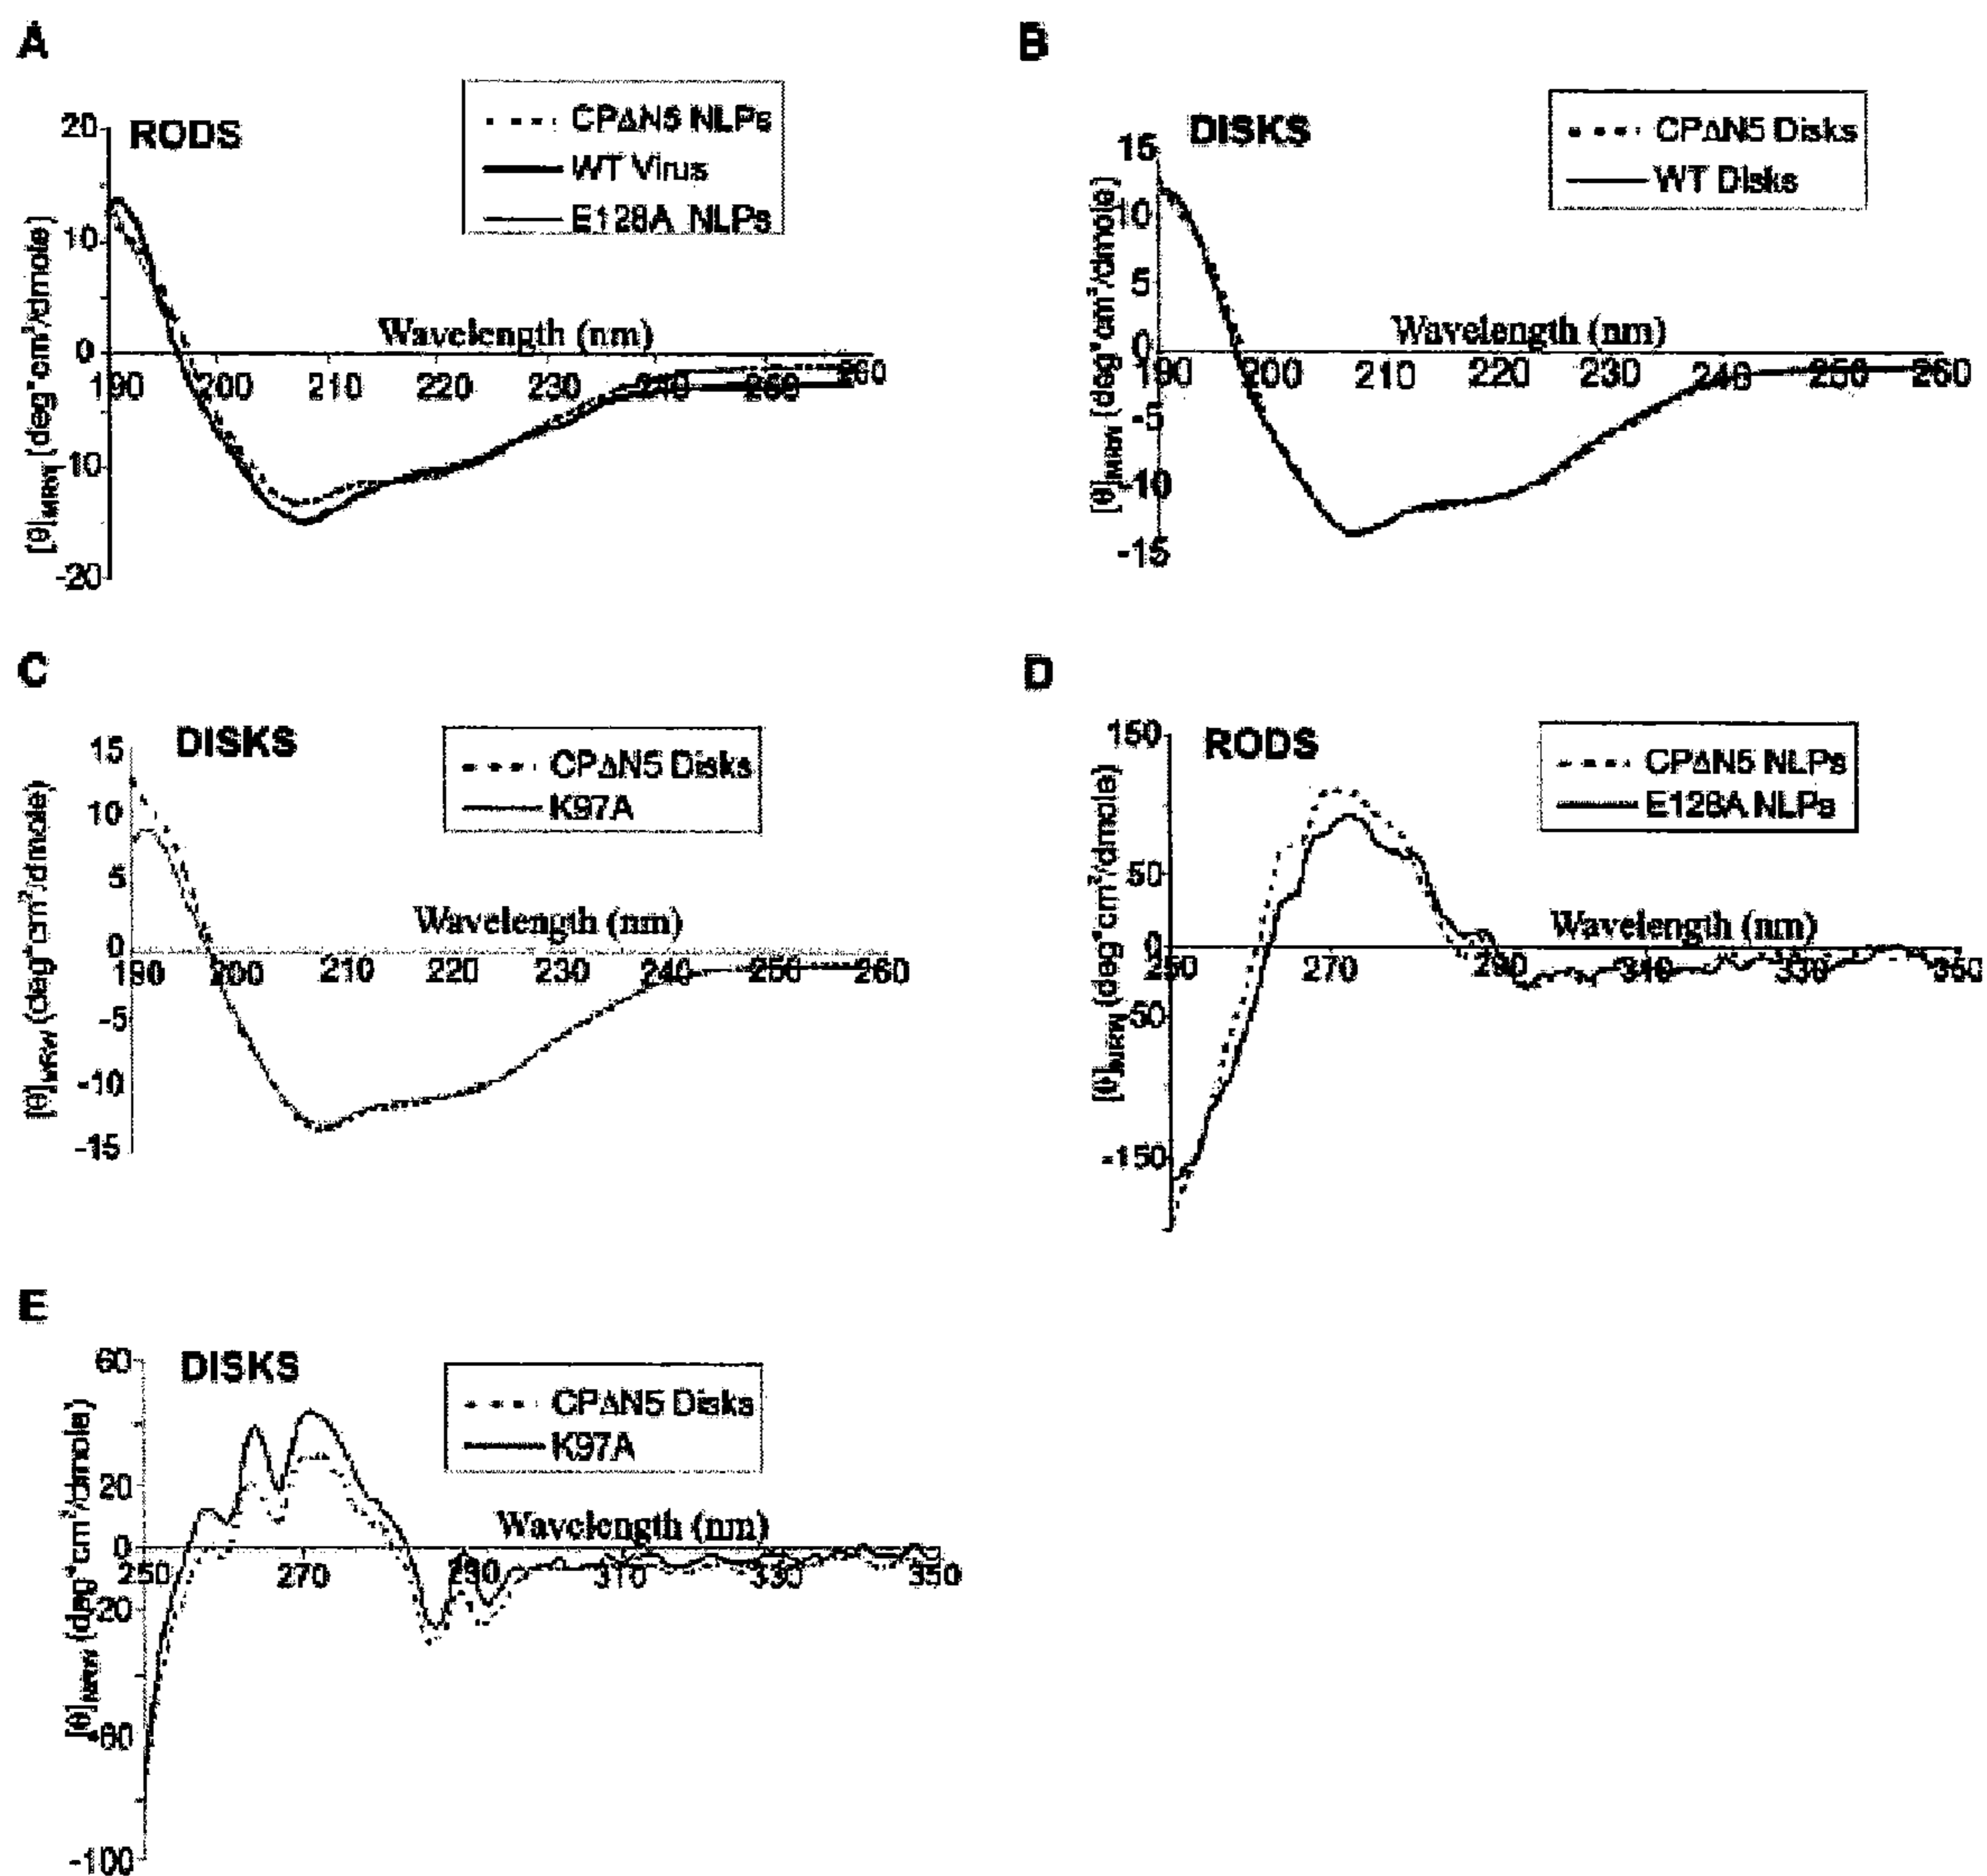 A
RODS
CPΔN5 NLPs
WT Virus
E128A NLPs
[θ]MRW (deg*cm²/dmole)
Wavelength (nm)
20
10
0
10
-20
190 200 210 220 230 240 250 260
B
DISKS
CPΔN5 Disks
WT Disks
[θ]MRW (deg*cm²/dmole)
Wavelength (nm)
15
10
5
0
-5
-10
-15
190 200 210 220 230 240 250 260
C
DISKS
CPΔN5 Disks
K97A
[θ]MRW (deg*cm²/dmole)
Wavelength (nm)
15
10
5
0
-5
-10
-15
190 200 210 220 230 240 250 260
D
RODS
CPΔN5 NLPs
E128A NLPs
[θ]MRW (deg*cm²/dmole)
Wavelength (nm)
150
50
0
-50
-150
250 270 290 310 330 350
E
DISKS
CPΔN5 Disks
K97A
[θ]MRW (deg*cm²/dmole)
Wavelength (nm)
60
20
0
20
-60
-100
250 270 290 310 330 350